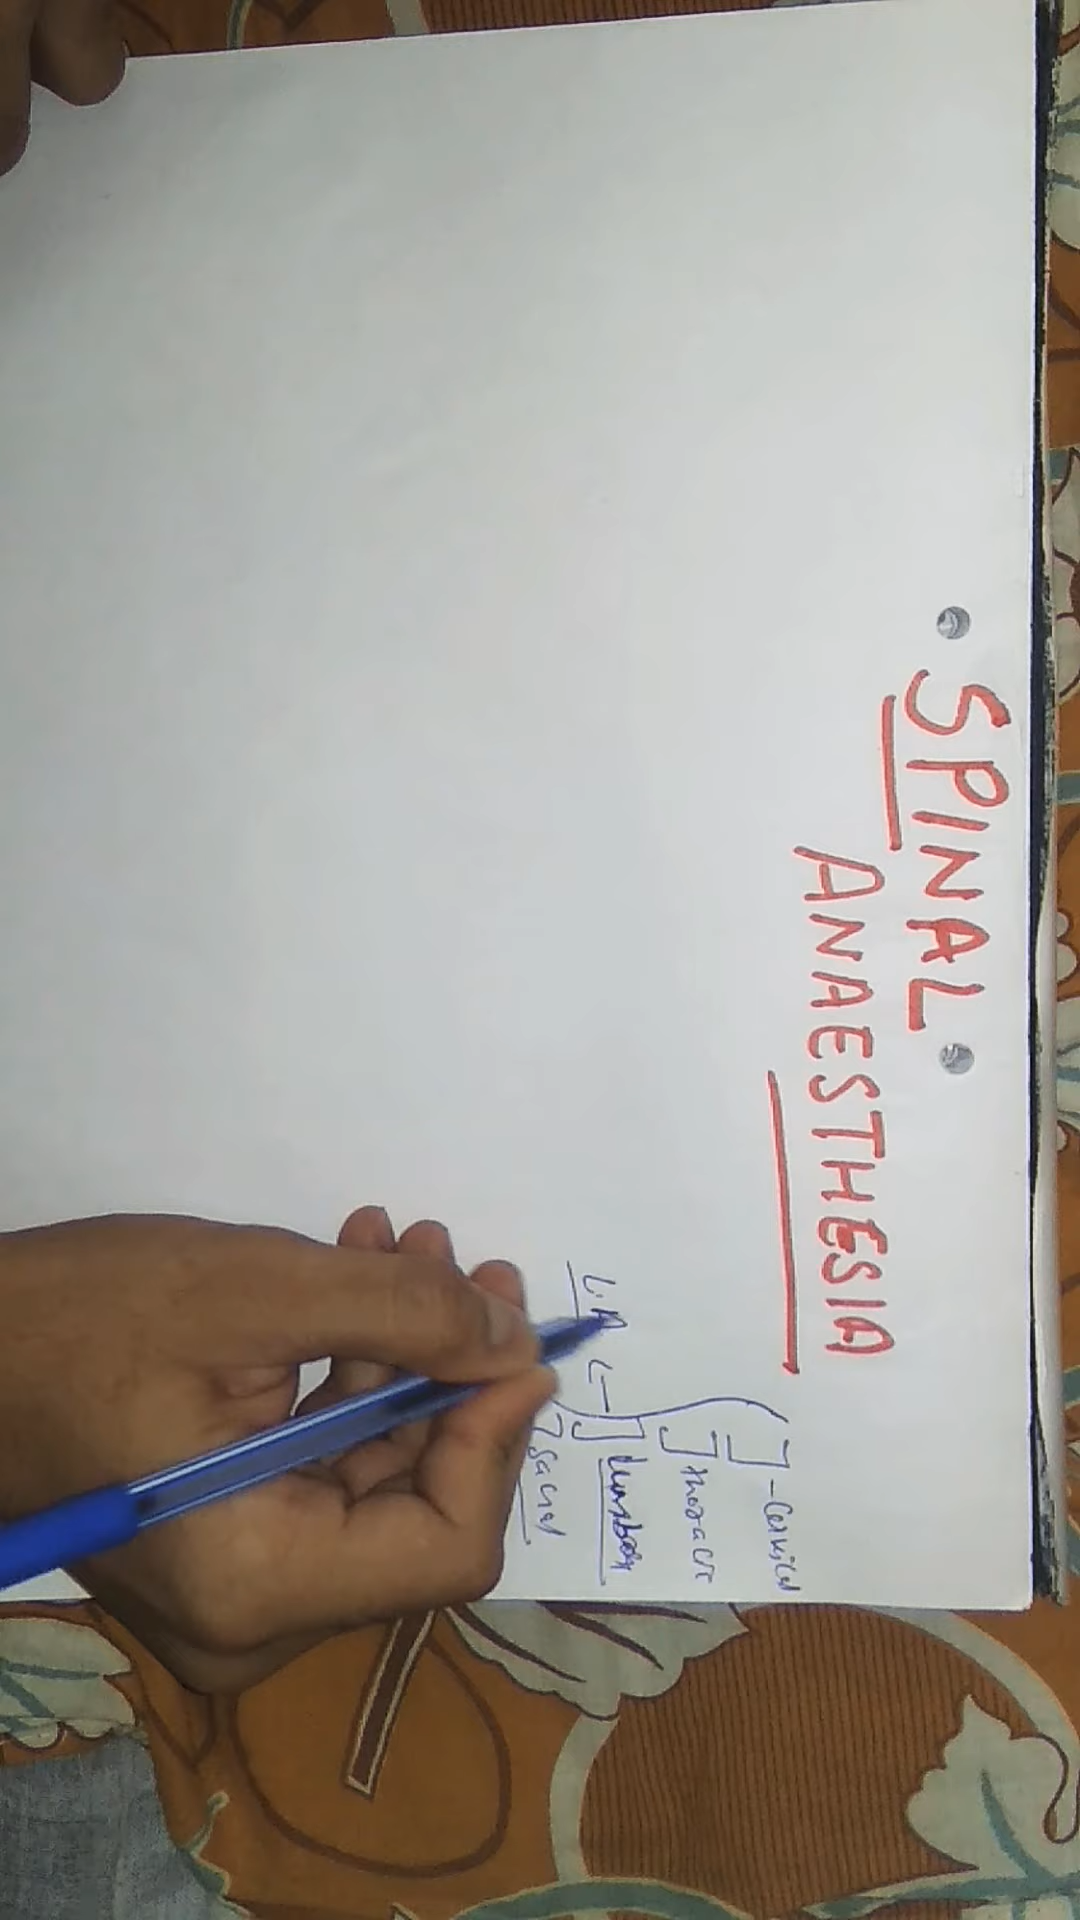 SPINAL
ANAESTHESIA
Cervical
thoracic
L.A
lumbar
sacral